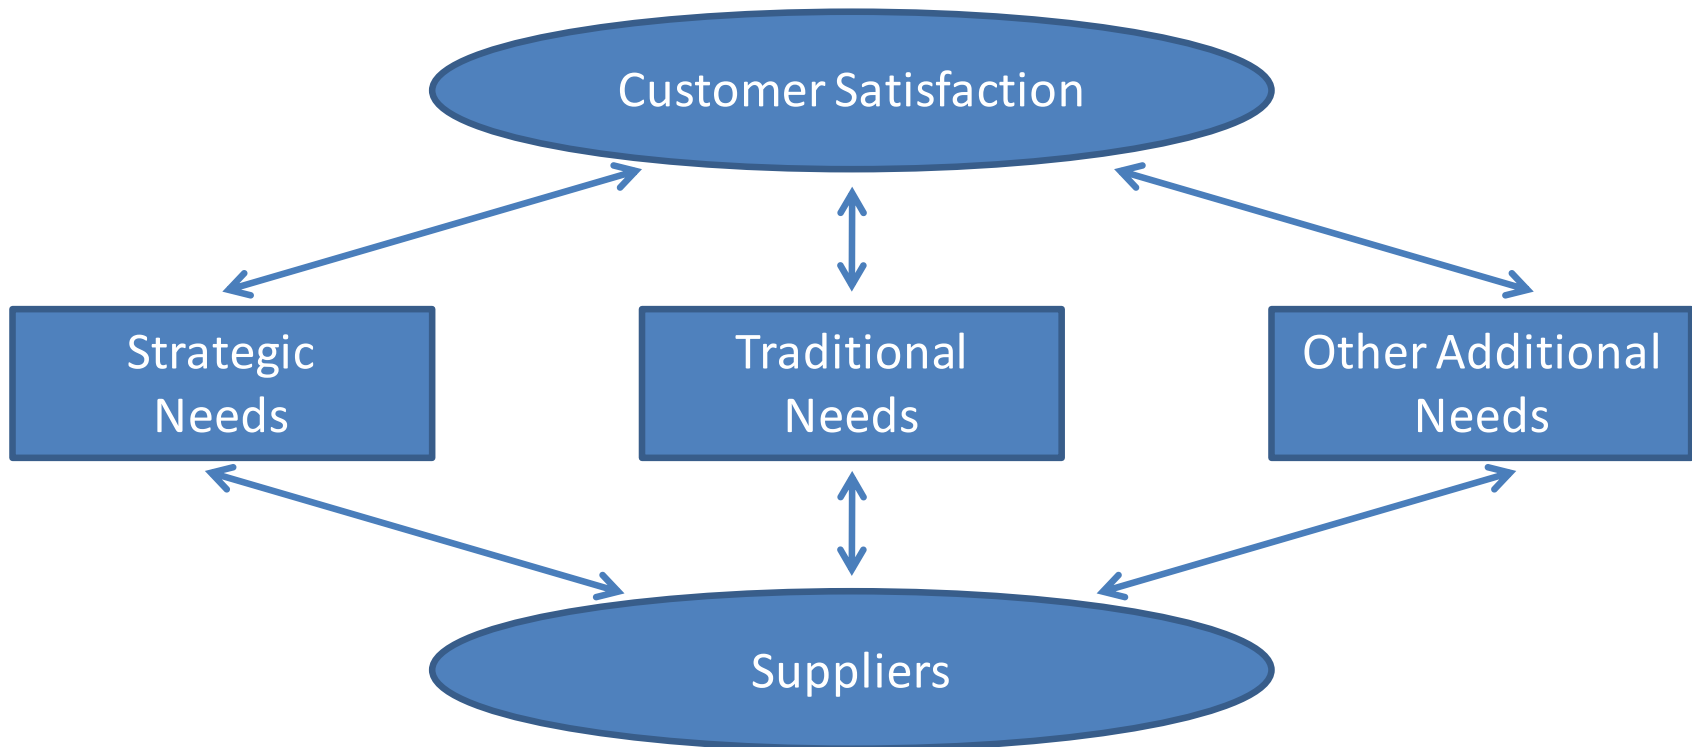 Customer Satisfaction
Strategic
Needs
Traditional
Needs
Other Additional
Needs
Suppliers